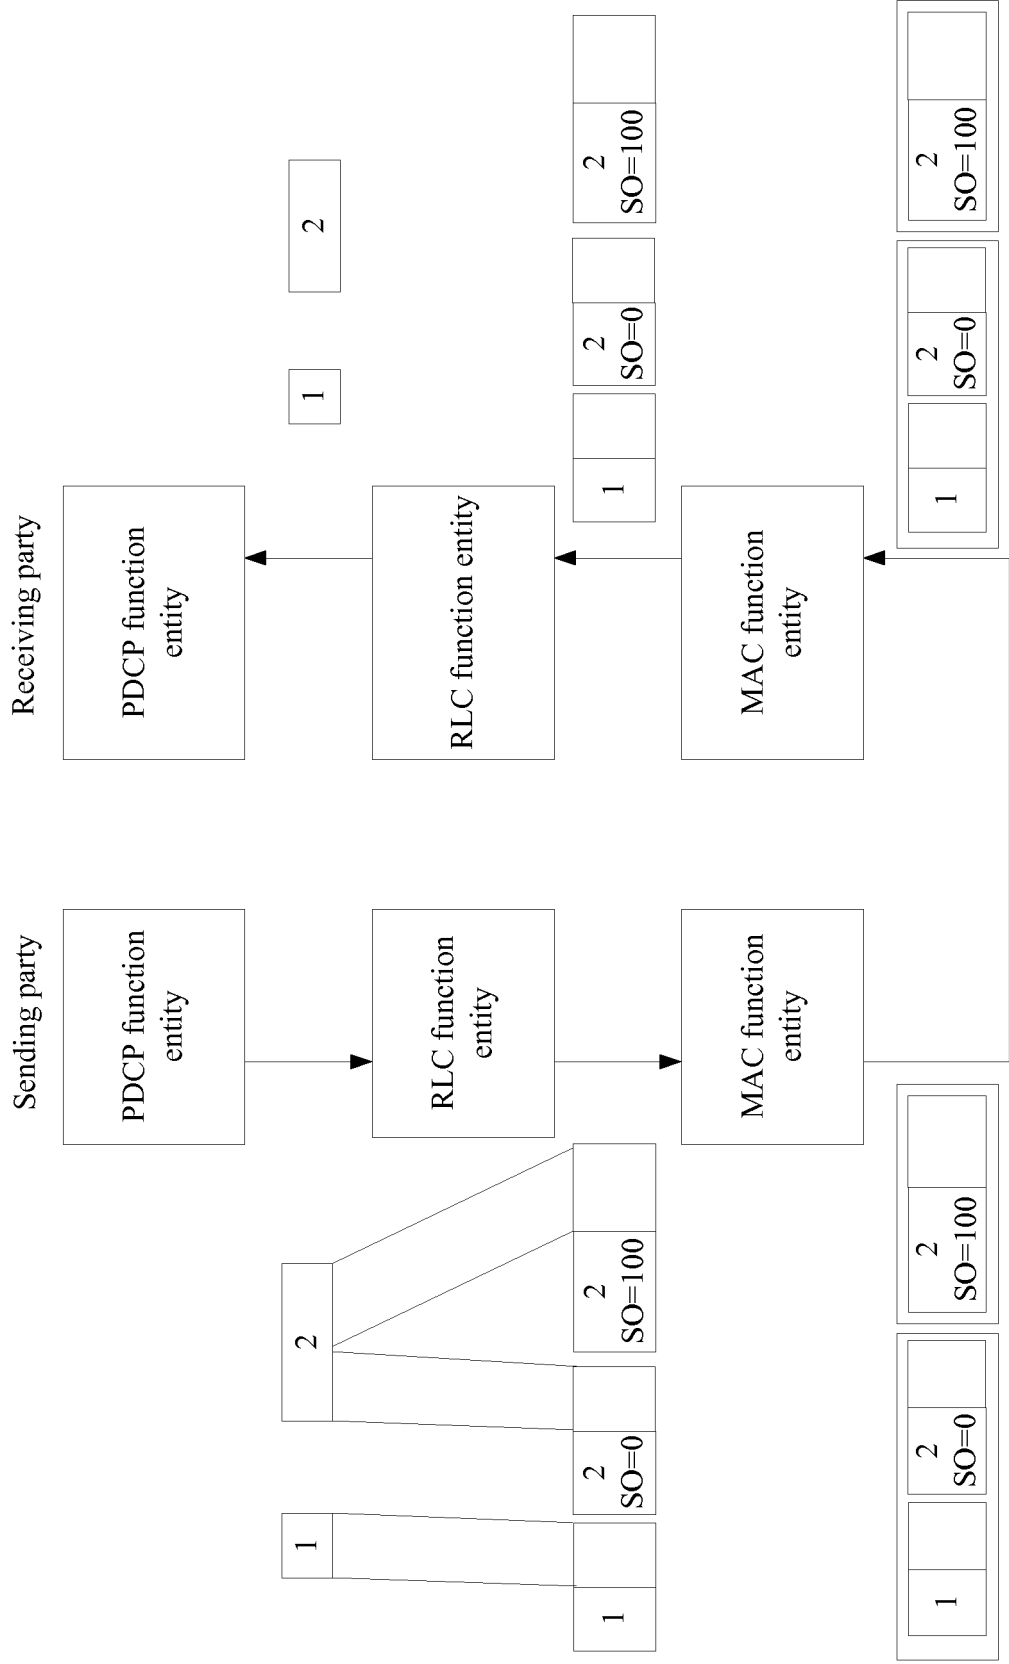 Sending party
Receiving party
PDCP function
entity
PDCP function
entity
1
2
1
2
RLC function
entity
RLC function entity
1
2
SO=0
2
SO=100
1
2
SO=0
2
SO=100
MAC function
entity
MAC function
entity
1
2
SO=0
2
SO=100
1
2
SO=0
2
SO=100